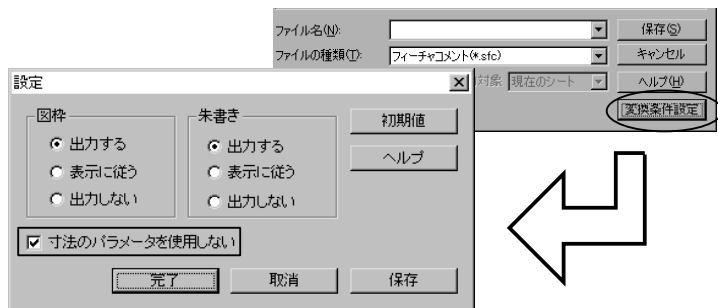 ファイル名(N): 保存(S)
ファイルの種類(T): フィーチャコメント(*.sfc) キャンセル
対象 現在のシート ヘルプ(H)
変換条件設定
設定
図枠 朱書き 初期値
出力する 出力する
ヘルプ
表示に従う 表示に従う
出力しない 出力しない
寸法のパラメータを使用しない
完了 取消 保存